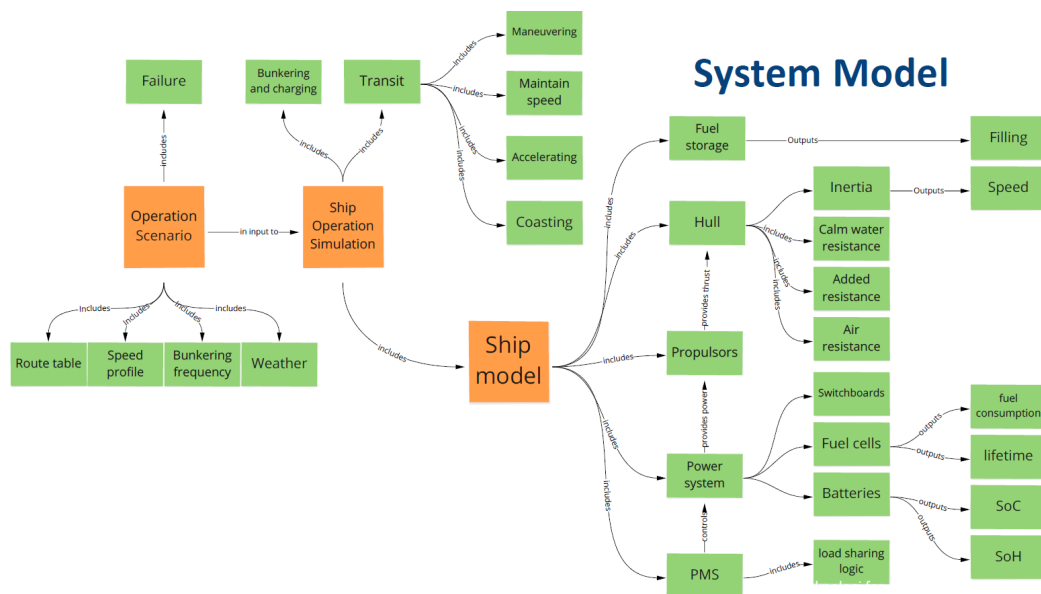 System Model
Failure
Bunkering
and charging
Transit
Maneuvering
Maintain
speed
Accelerating
Coasting
includes
includes
includes
Includes
includes
includes
includes
Operation
Scenario
in input to
Ship
Operation
Simulation
Includes
Includes
Includes
includes
Route table
Speed
profile
Bunkering
frequency
Weather
includes
Ship
model
includes
includes
includes
includes
includes
Fuel
storage
Outputs
Filling
Hull
Inertia
Outputs
Speed
includes
Calm water
resistance
includes
Added
resistance
includes
Air
resistance
provides thrust
Propulsors
provides power
Power
system
Switchboards
Fuel cells
outputs
fuel
consumption
outputs
lifetime
Batteries
outputs
SoC
outputs
SoH
controls
PMS
includes
load sharing
logic